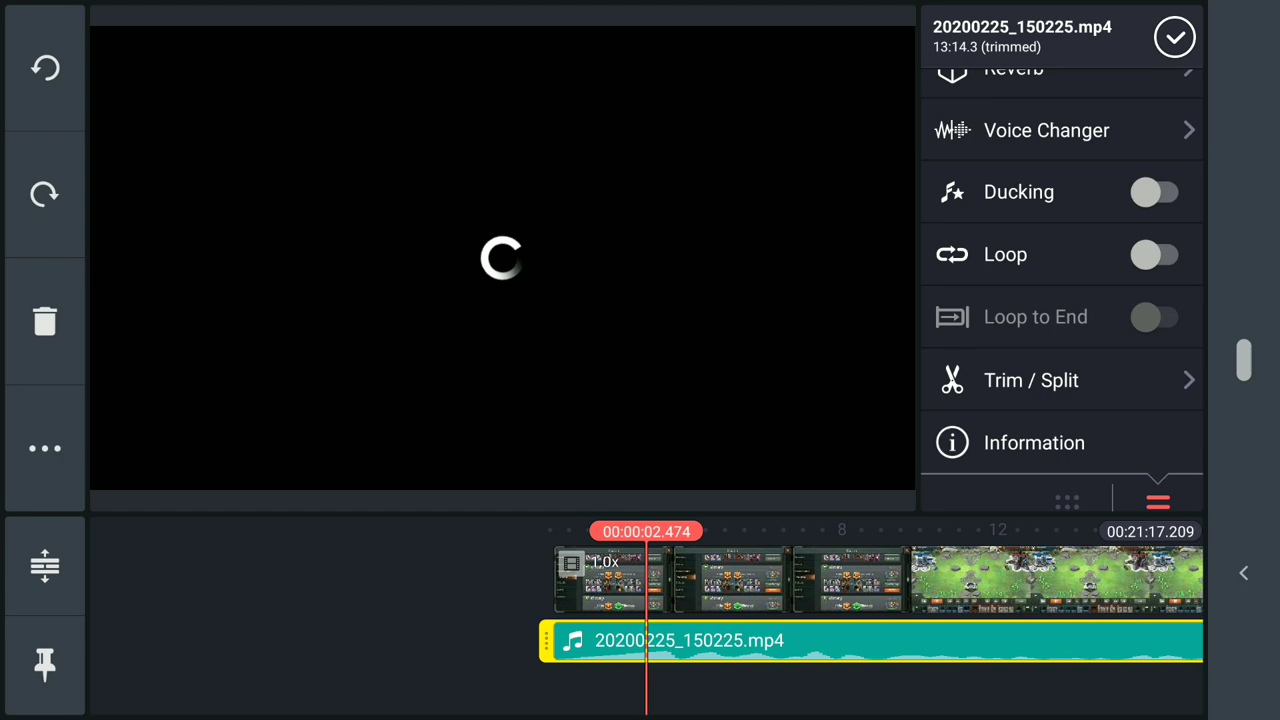 20200225_150225.mp4
13:14.3 (trimmed)
Reverb
Voice Changer
Ducking
Loop
Loop to End
Trim / Split
Information
00:00:02.474
8
12
00:21:17.209
1.0x
20200225_150225.mp4